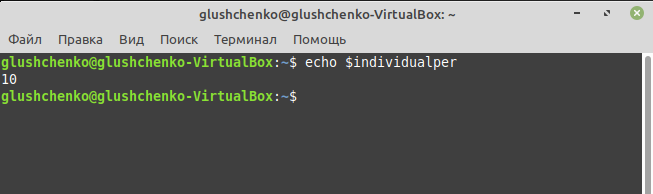 glushchenko@glushchenko-VirtualBox: ~
Файл Правка Вид Поиск Терминал Помощь
glushchenko@glushchenko-VirtualBox:~$ echo $individualper
10
glushchenko@glushchenko-VirtualBox:~$